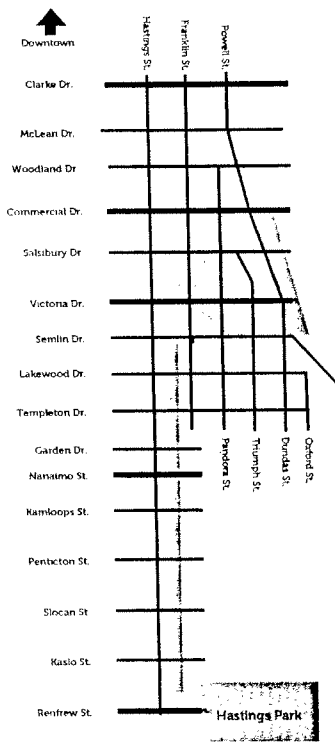 Downtown
Hastings St.
Franklin St.
Powell St.
Clarke Dr.
McLean Dr.
Woodland Dr
Commercial Dr.
Salsbury Dr
Victoria Dr.
Semlin Dr.
Lakewood Dr.
Templeton Dr.
Pandora St.
Triumph St.
Dundas St.
Oxford St.
Garden Dr.
Nanaimo St.
Kamloops St.
Penticton St.
Slocan St
Kaslo St.
Renfrew St.
Hastings Park